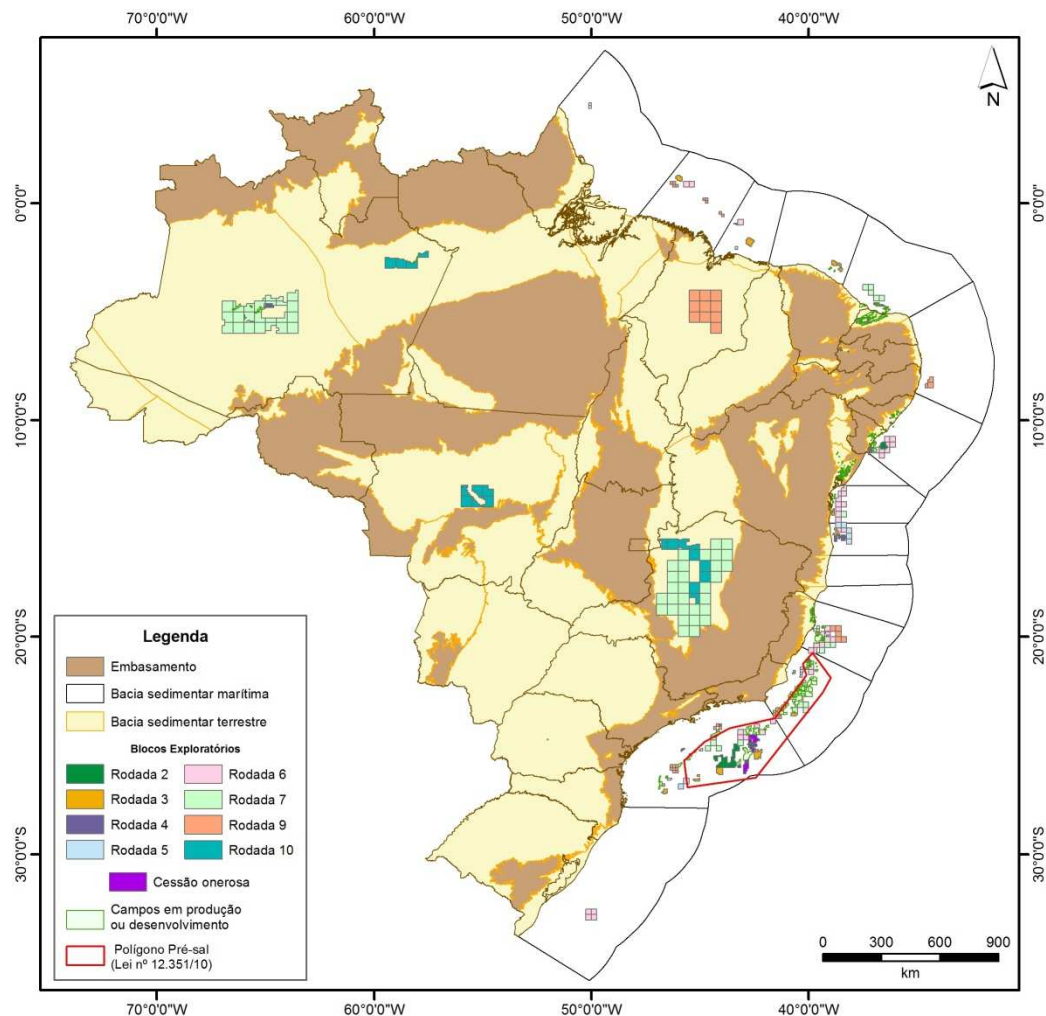 70°0'0"W 60°0'0"W 50°0'0"W 40°0'0"W
N
0°0'0" 0°0'0"
10°0'0"S 10°0'0"S
20°0'0"S 20°0'0"S
30°0'0"S 30°0'0"S
Legenda
Embasamento
Bacia sedimentar marítima
Bacia sedimentar terrestre
Blocos Exploratórios
Rodada 2 Rodada 6
Rodada 3 Rodada 7
Rodada 4 Rodada 9
Rodada 5 Rodada 10
Cessão onerosa
Campos em produção
ou desenvolvimento
Polígono Pré-sal
(Lei nº 12.351/10)
0 300 600 900
km
70°0'0"W 60°0'0"W 50°0'0"W 40°0'0"W